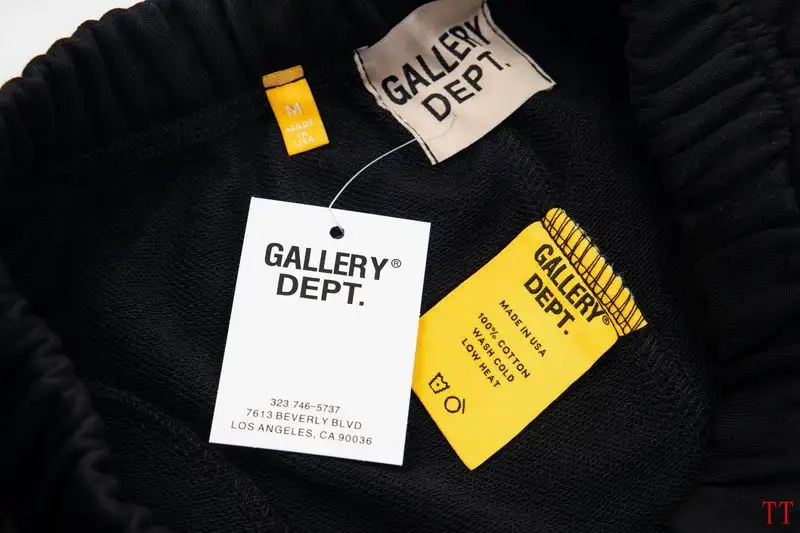 GALLERY
DEPT.
M
MADE
IN
USA
GALLERY®
DEPT.
323 746-5737
7613 BEVERLY BLVD
LOS ANGELES, CA 90036
GALLERY®
DEPT.
MADE IN USA
100% COTTON
WASH COLD
LOW HEAT
TT